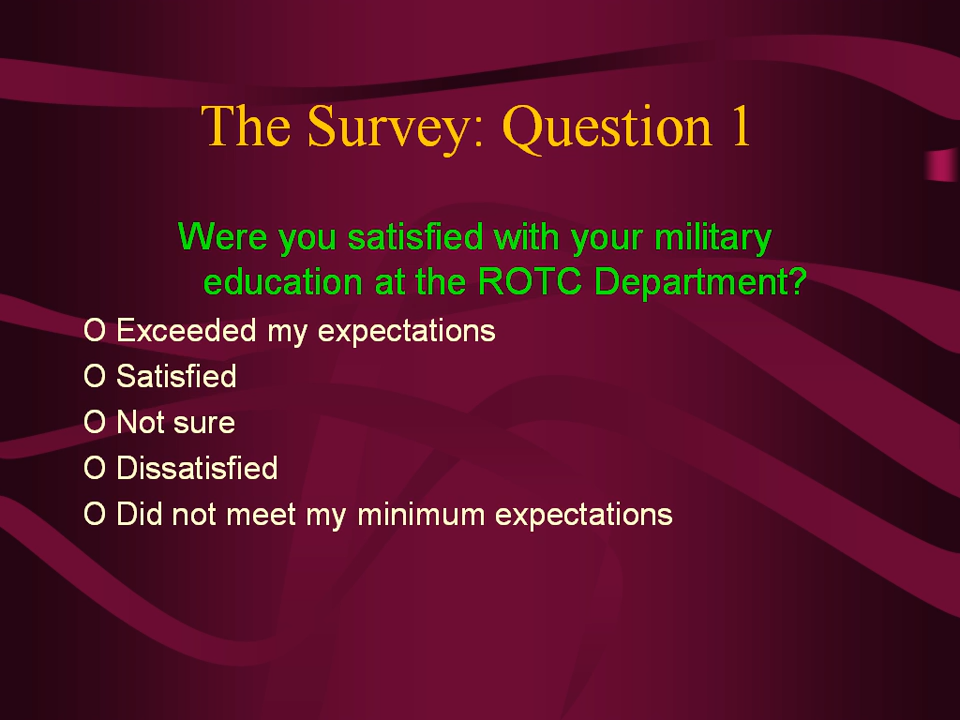 The Survey: Question 1
Were you satisfied with your military
education at the ROTC Department?
O Exceeded my expectations
O Satisfied
O Not sure
O Dissatisfied
O Did not meet my minimum expectations